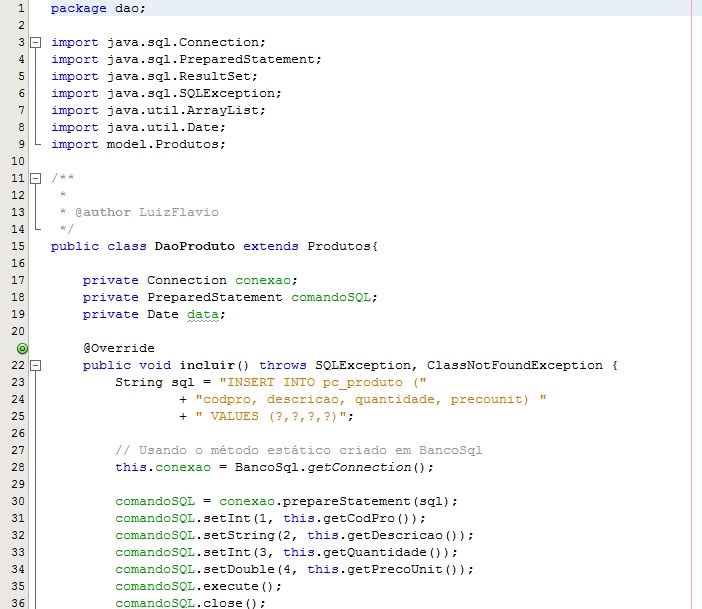 1 package dao;
2
3 import java.sql.Connection;
4 import java.sql.PreparedStatement;
5 import java.sql.ResultSet;
6 import java.sql.SQLException;
7 import java.util.ArrayList;
8 import java.util.Date;
9 import model.Produtos;
10
11 /**
12  *
13  * @author LuizFlavio
14  */
15 public class DaoProduto extends Produtos{
16
17     private Connection conexao;
18     private PreparedStatement comandoSQL;
19     private Date data;
20
    @Override
22     public void incluir() throws SQLException, ClassNotFoundException {
23         String sql = "INSERT INTO pc_produto ("
24                 + "codpro, descricao, quantidade, precounit) "
25                 + " VALUES (?,?,?,?)";
26
27         // Usando o método estático criado em BancoSql
28         this.conexao = BancoSql.getConnection();
29
30         comandoSQL = conexao.prepareStatement(sql);
31         comandoSQL.setInt(1, this.getCodPro());
32         comandoSQL.setString(2, this.getDescricao());
33         comandoSQL.setInt(3, this.getQuantidade());
34         comandoSQL.setDouble(4, this.getPrecoUnit());
35         comandoSQL.execute();
36         comandoSQL.close();